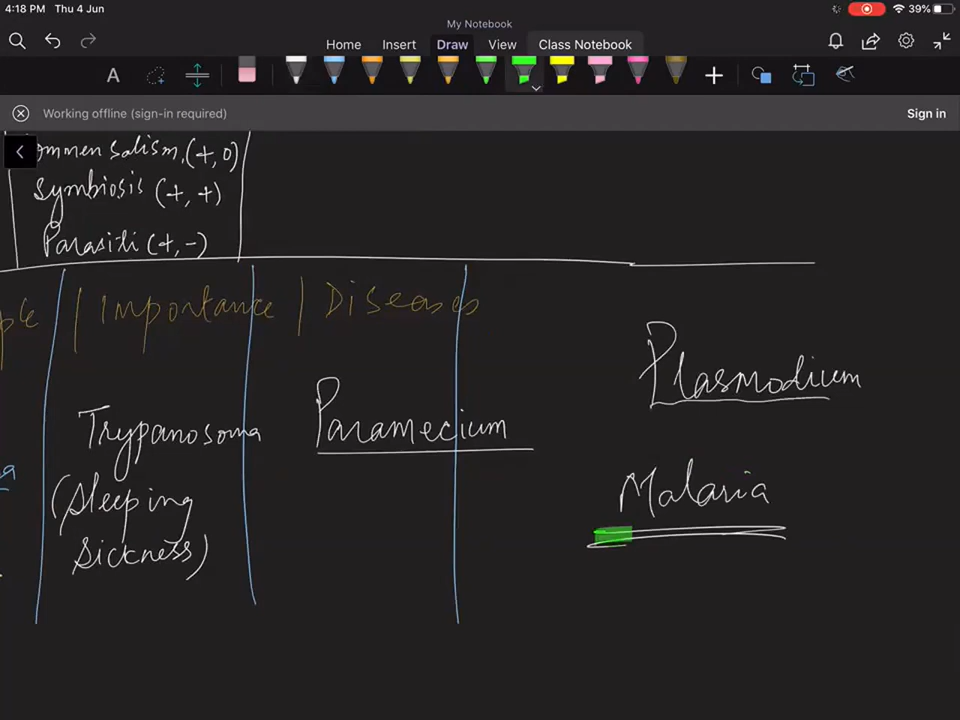 4:18 PM Thu 4 Jun
39%
My Notebook
Home Insert Draw View Class Notebook
A
Working offline (sign-in required)
Sign in
ommensalism, (+, 0)
Symbiosis (+, +)
Parasiti (+, -)
ple | Importance | Diseases
Plasmodium
Trypanosoma
Paramecium
a
(Sleeping
Sickness)
Malaria